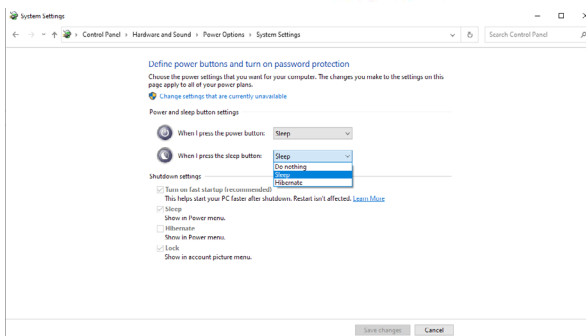 System Settings
Control Panel > Hardware and Sound > Power Options > System Settings
Search Control Panel
Define power buttons and turn on password protection
Choose the power settings that you want for your computer. The changes you make to the settings on this
page apply to all of your power plans.
Change settings that are currently unavailable
Power and sleep button settings
When I press the power button: Sleep
When I press the sleep button: Sleep
Do nothing
Sleep
Hibernate
Shutdown settings
Turn on fast startup (recommended)
This helps start your PC faster after shutdown. Restart isn't affected. Learn More
Sleep
Show in Power menu.
Hibernate
Show in Power menu.
Lock
Show in account picture menu.
Save changes Cancel